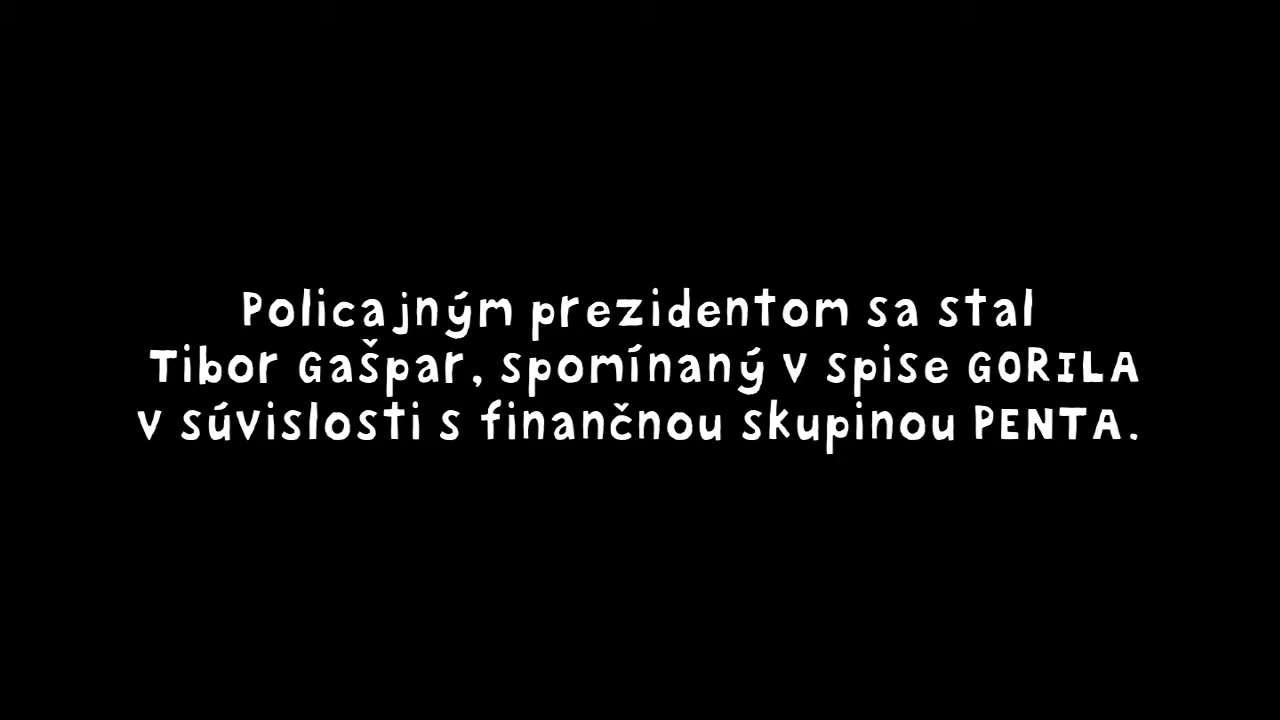 Policajným prezidentom sa stal
Tibor Gašpar, spomínaný v spise GORILA
v súvislosti s finančnou skupinou PENTA.